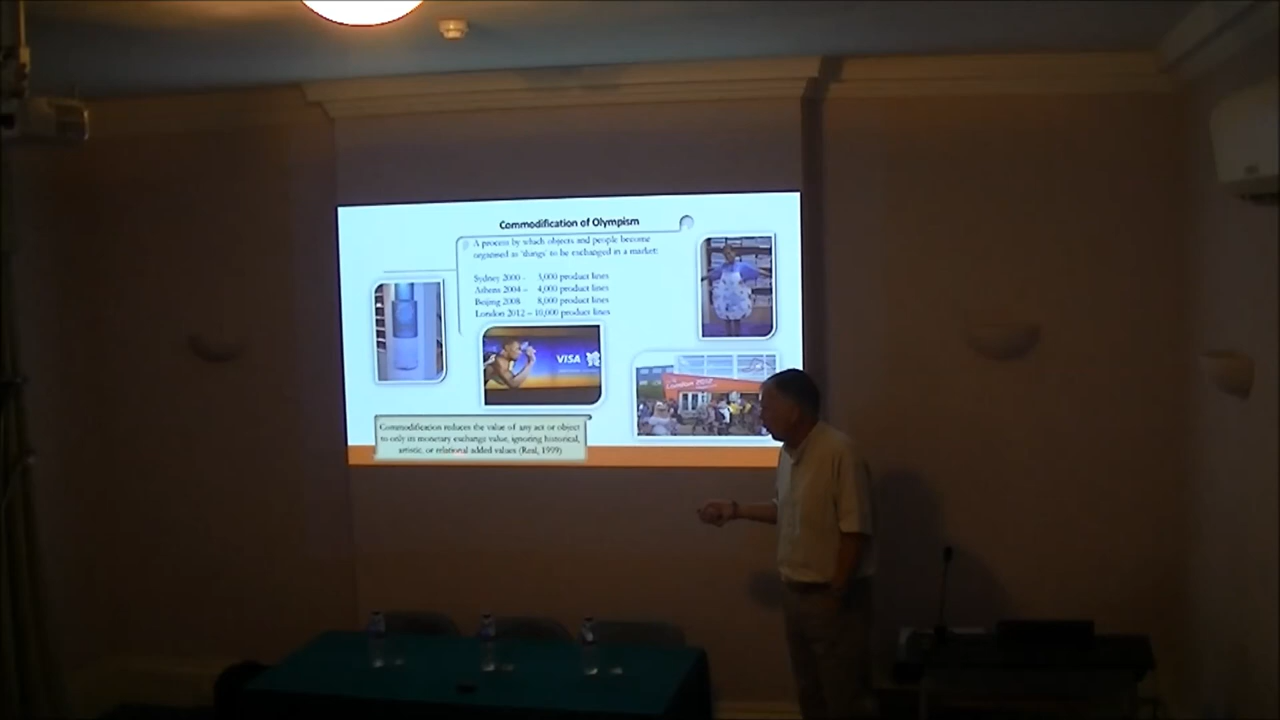 Commodification of Olympism
A process by which objects and people become
organised as 'things' to be exchanged in a market:
Sydney 2000 - 3,000 product lines
Athens 2004 – 4,000 product lines
Beijing 2008 8,000 product lines
London 2012 – 10,000 product lines
VISA
London 2012
Commodification reduces the value of any act or object
to only its monetary exchange value, ignoring historical,
artistic, or relational added values (Real, 1999)